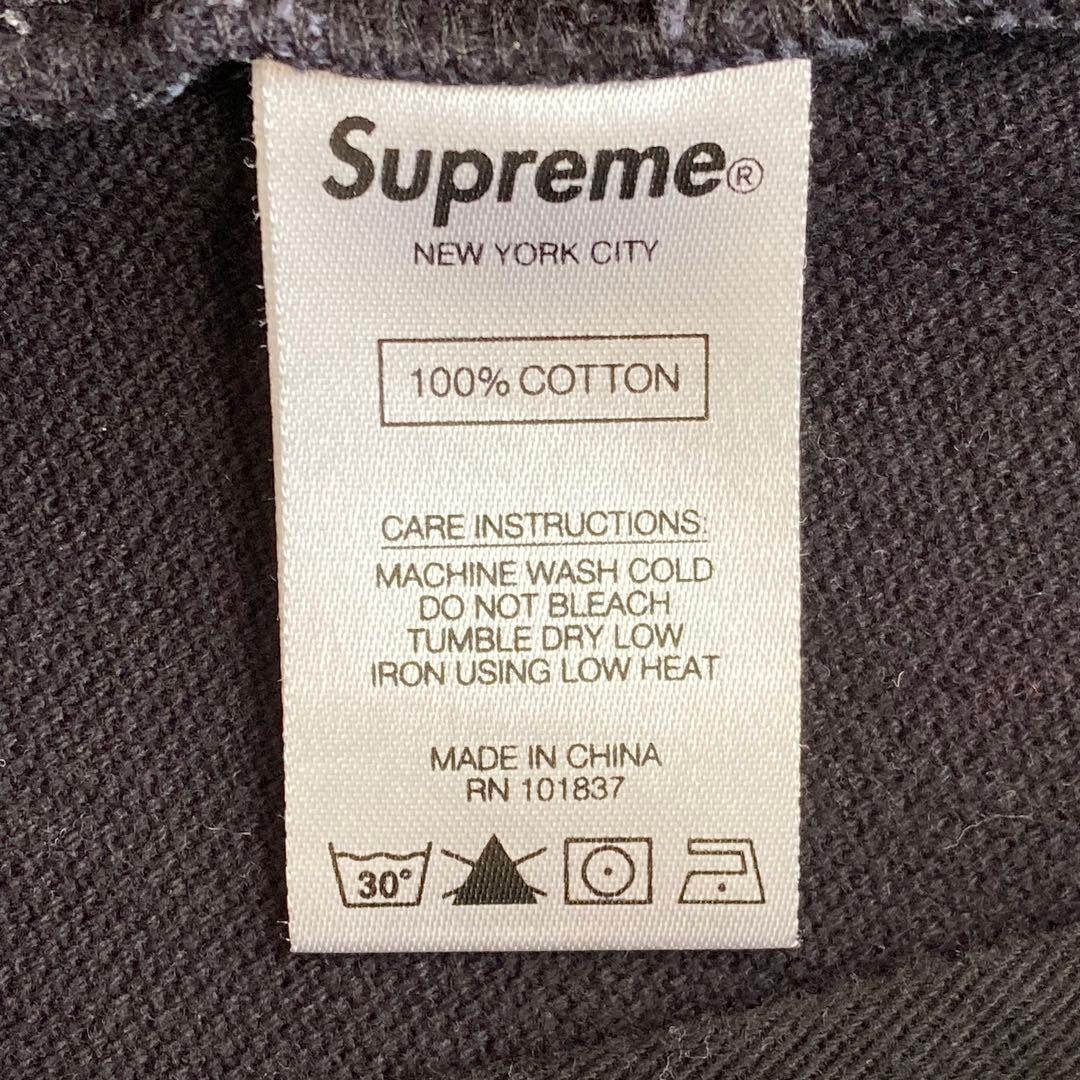 Supreme®
NEW YORK CITY
100% COTTON
CARE INSTRUCTIONS:
MACHINE WASH COLD
DO NOT BLEACH
TUMBLE DRY LOW
IRON USING LOW HEAT
MADE IN CHINA
RN 101837
30°